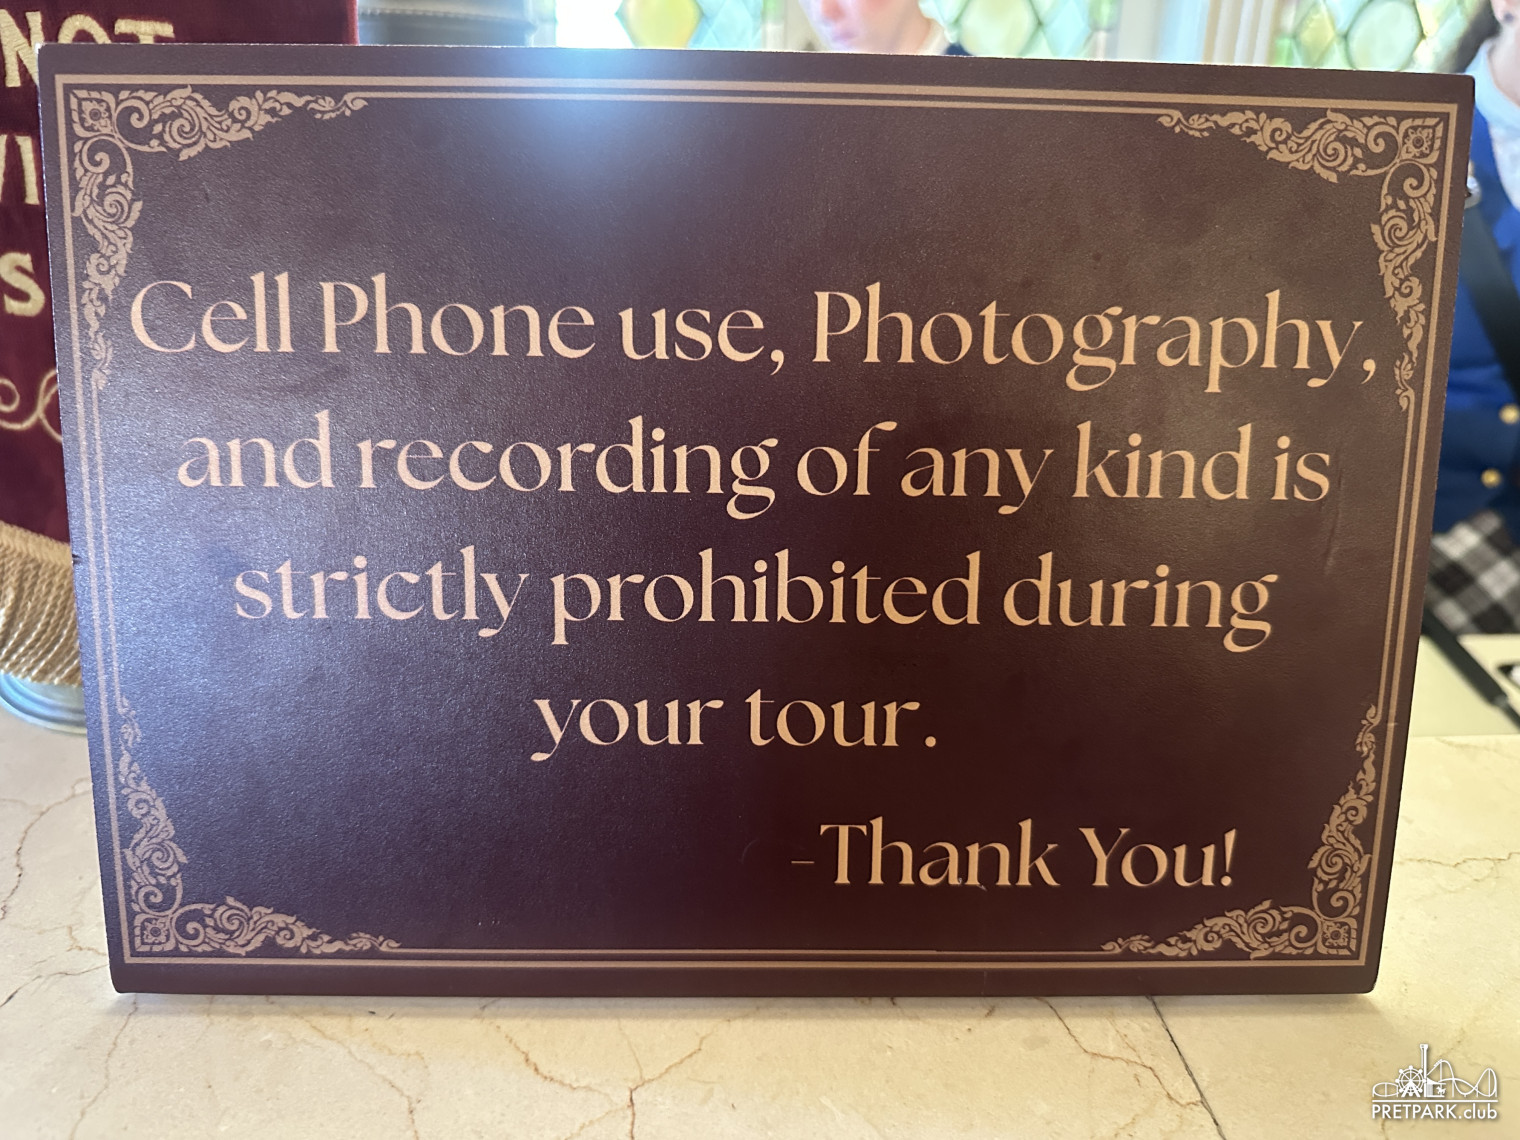 NOT
S
Cell Phone use, Photography,
and recording of any kind is
strictly prohibited during
your tour.
-Thank You!
PRETPARK.club